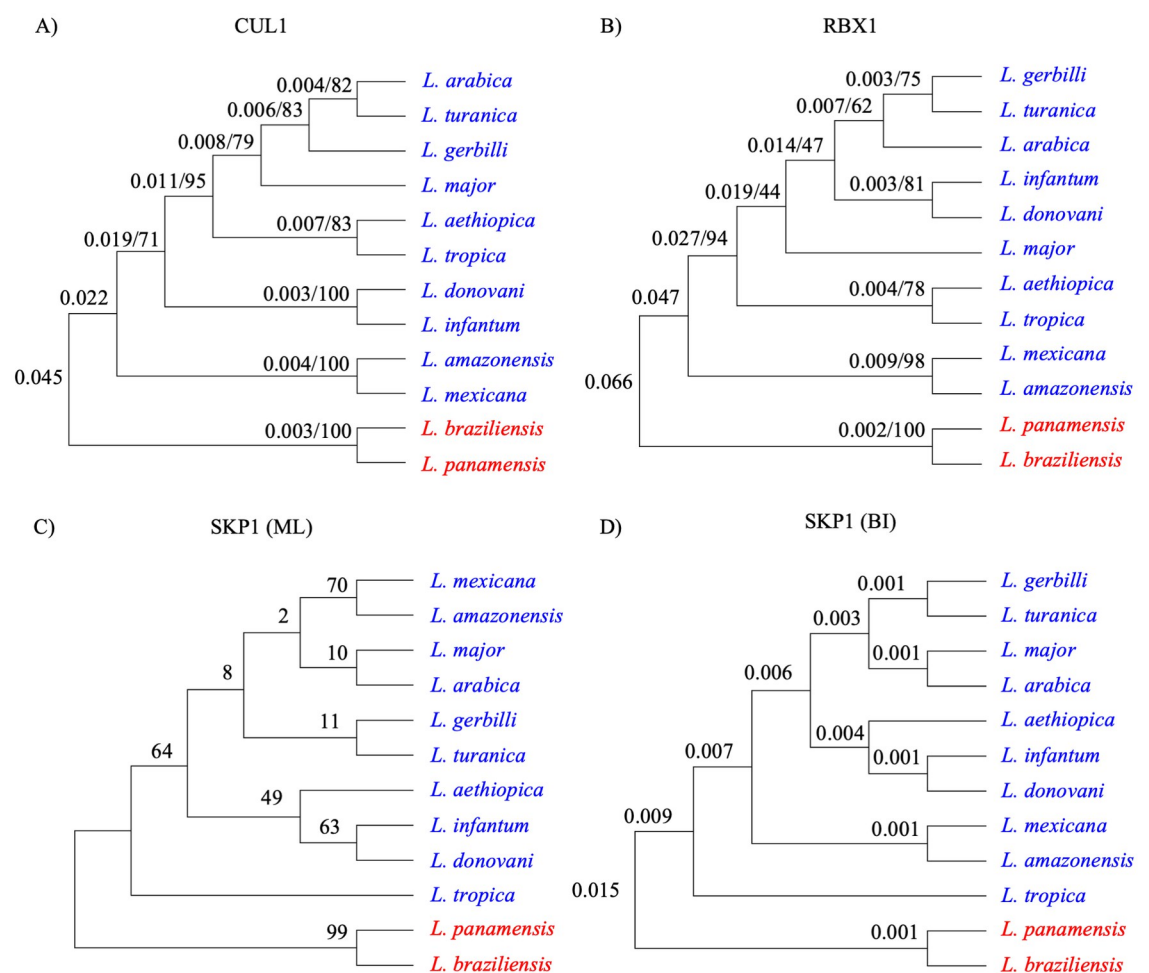 A)
CUL1
0.004/82
L. arabica
0.006/83
L. turanica
0.008/79
L. gerbilli
0.011/95
L. major
0.007/83
L. aethiopica
0.019/71
L. tropica
0.022
0.003/100
L. donovani
L. infantum
0.045
0.004/100
L. amazonensis
L. mexicana
0.003/100
L. braziliensis
L. panamensis
B)
RBX1
0.003/75
L. gerbilli
0.007/62
L. turanica
0.014/47
L. arabica
0.019/44
0.003/81
L. infantum
L. donovani
0.027/94
L. major
0.047
0.004/78
L. aethiopica
L. tropica
0.066
0.009/98
L. mexicana
L. amazonensis
0.002/100
L. panamensis
L. braziliensis
C)
SKP1 (ML)
70
L. mexicana
2
L. amazonensis
10
L. major
8
L. arabica
11
L. gerbilli
64
L. turanica
49
L. aethiopica
63
L. infantum
L. donovani
L. tropica
99
L. panamensis
L. braziliensis
D)
SKP1 (BI)
0.001
L. gerbilli
0.003
L. turanica
0.001
L. major
0.006
L. arabica
0.004
L. aethiopica
0.007
0.001
L. infantum
L. donovani
0.009
0.001
L. mexicana
L. amazonensis
0.015
L. tropica
0.001
L. panamensis
L. braziliensis